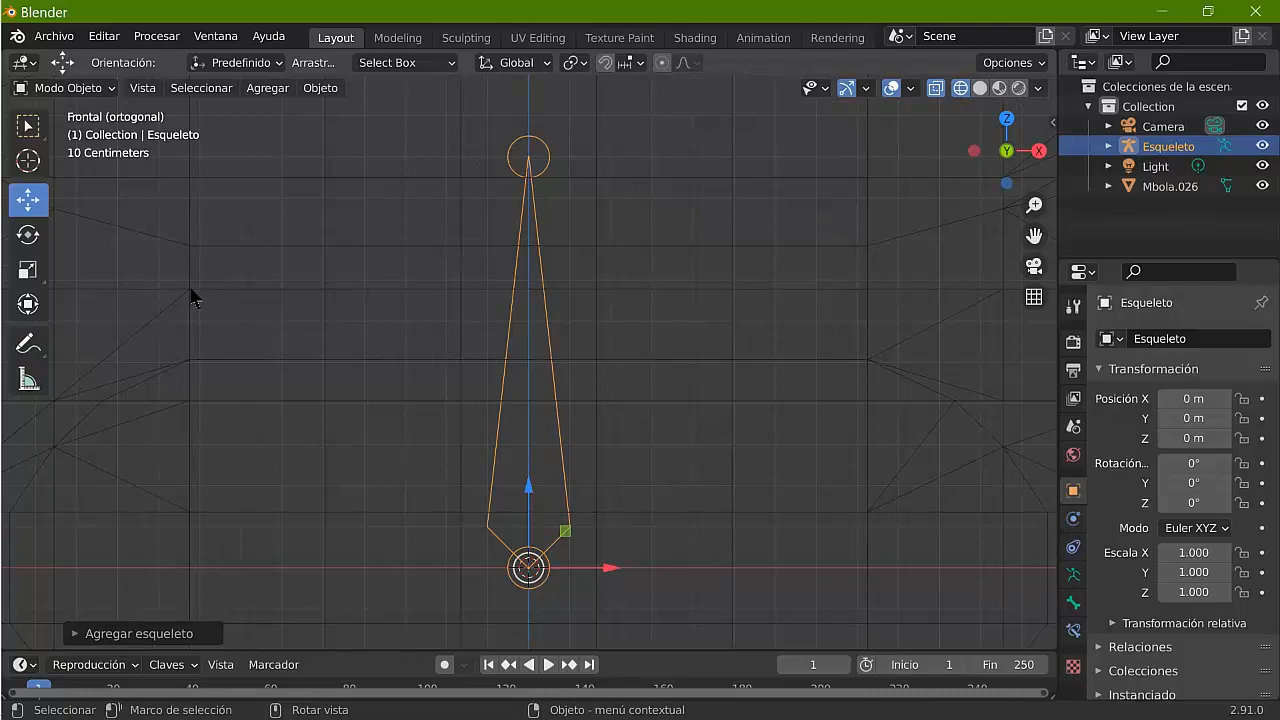 Blender
Archivo Editar Procesar Ventana Ayuda Layout Modeling Sculpting UV Editing Texture Paint Shading Animation Rendering Scene View Layer
Orientación: Predefinido Arrastr... Select Box Global Opciones
Modo Objeto Vista Seleccionar Agregar Objeto
Frontal (ortogonal)
(1) Collection | Esqueleto
10 Centimeters
Z
Y X
Agregar esqueleto
Colecciones de la escen
Collection
Camera
Esqueleto
Light
Mbola.026
Esqueleto
Esqueleto
Transformación
Posición X 0 m
Y 0 m
Z 0 m
Rotación... 0°
Y 0°
Z 0°
Modo Euler XYZ
Escala X 1.000
Y 1.000
Z 1.000
Transformación relativa
Relaciones
Colecciones
Instanciado
Reproducción Claves Vista Marcador 1 Inicio 1 Fin 250
1
Seleccionar Marco de selección Rotar vista Objeto - menú contextual 2.91.0